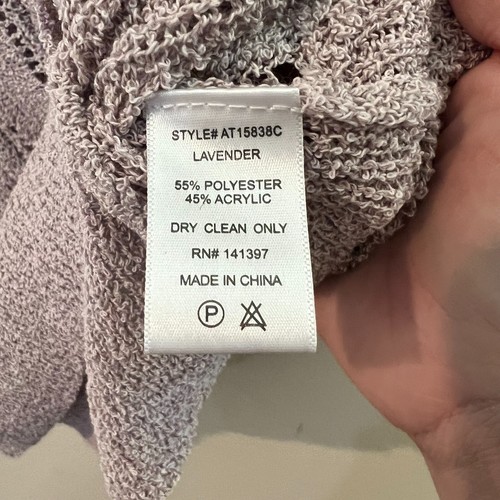 STYLE# AT15838C
LAVENDER
55% POLYESTER
45% ACRYLIC
DRY CLEAN ONLY
RN# 141397
MADE IN CHINA
P